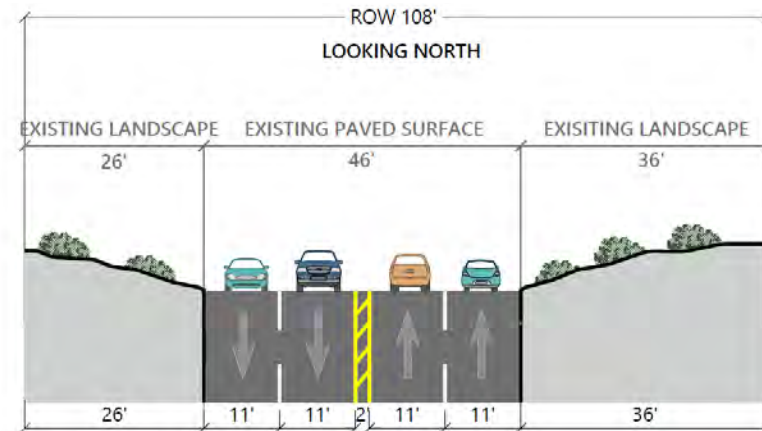 ROW 108'
LOOKING NORTH
EXISTING LANDSCAPE EXISTING PAVED SURFACE EXISITING LANDSCAPE
26' 46' 36'
26' 11' 11' 2' 11' 11' 36'